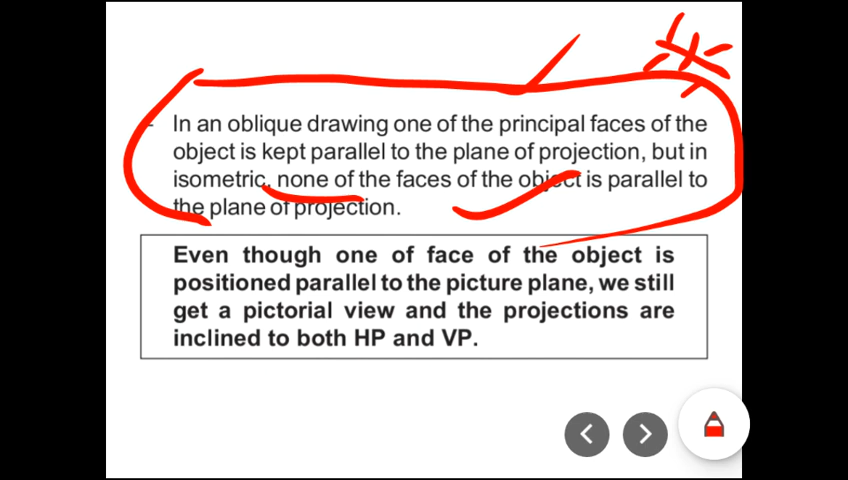 In an oblique drawing one of the principal faces of the
object is kept parallel to the plane of projection, but in
isometric, none of the faces of the object is parallel to
the plane of projection.
Even though one of face of the object is
positioned parallel to the picture plane, we still
get a pictorial view and the projections are
inclined to both HP and VP.